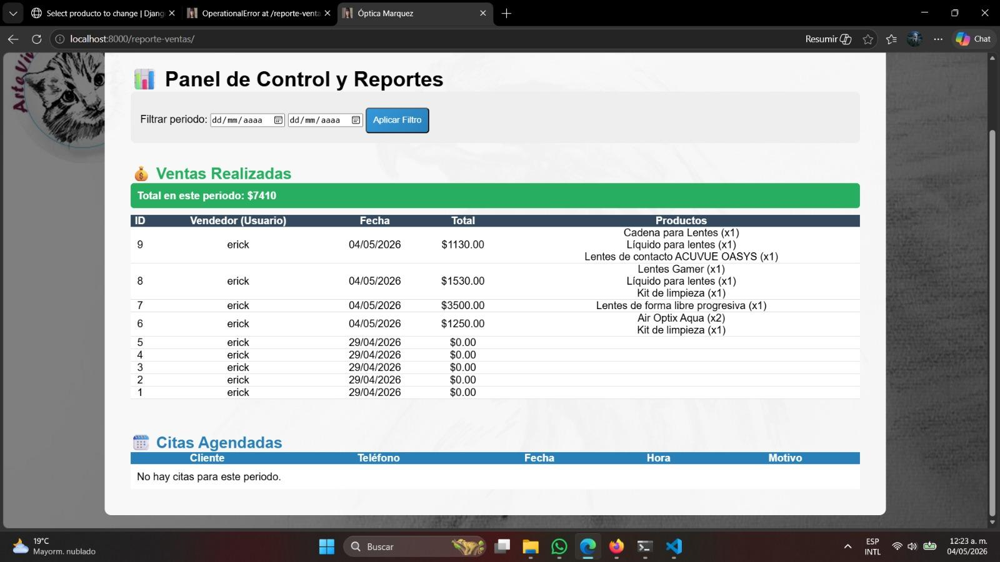 Select producto to change | Djang
OperationalError at /reporte-venta
Óptica Marquez
localhost:8000/reporte-ventas/
Resumir
Chat
Arte Vi
Panel de Control y Reportes
Filtrar periodo: dd/mm/aaaa dd/mm/aaaa Aplicar Filtro
Ventas Realizadas
Total en este periodo: $7410
ID Vendedor (Usuario) Fecha Total Productos
9 erick 04/05/2026 $1130.00 Cadena para Lentes (x1)
Líquido para lentes (x1)
Lentes de contacto ACUVUE OASYS (x1)
8 erick 04/05/2026 $1530.00 Lentes Gamer (x1)
Líquido para lentes (x1)
Kit de limpieza (x1)
7 erick 04/05/2026 $3500.00 Lentes de forma libre progresiva (x1)
6 erick 04/05/2026 $1250.00 Air Optix Aqua (x2)
Kit de limpieza (x1)
5 erick 29/04/2026 $0.00
4 erick 29/04/2026 $0.00
3 erick 29/04/2026 $0.00
2 erick 29/04/2026 $0.00
1 erick 29/04/2026 $0.00
Citas Agendadas
Cliente Teléfono Fecha Hora Motivo
No hay citas para este periodo.
19°C
Mayorm. nublado
Buscar
ESP
INTL
12:23 a. m.
04/05/2026